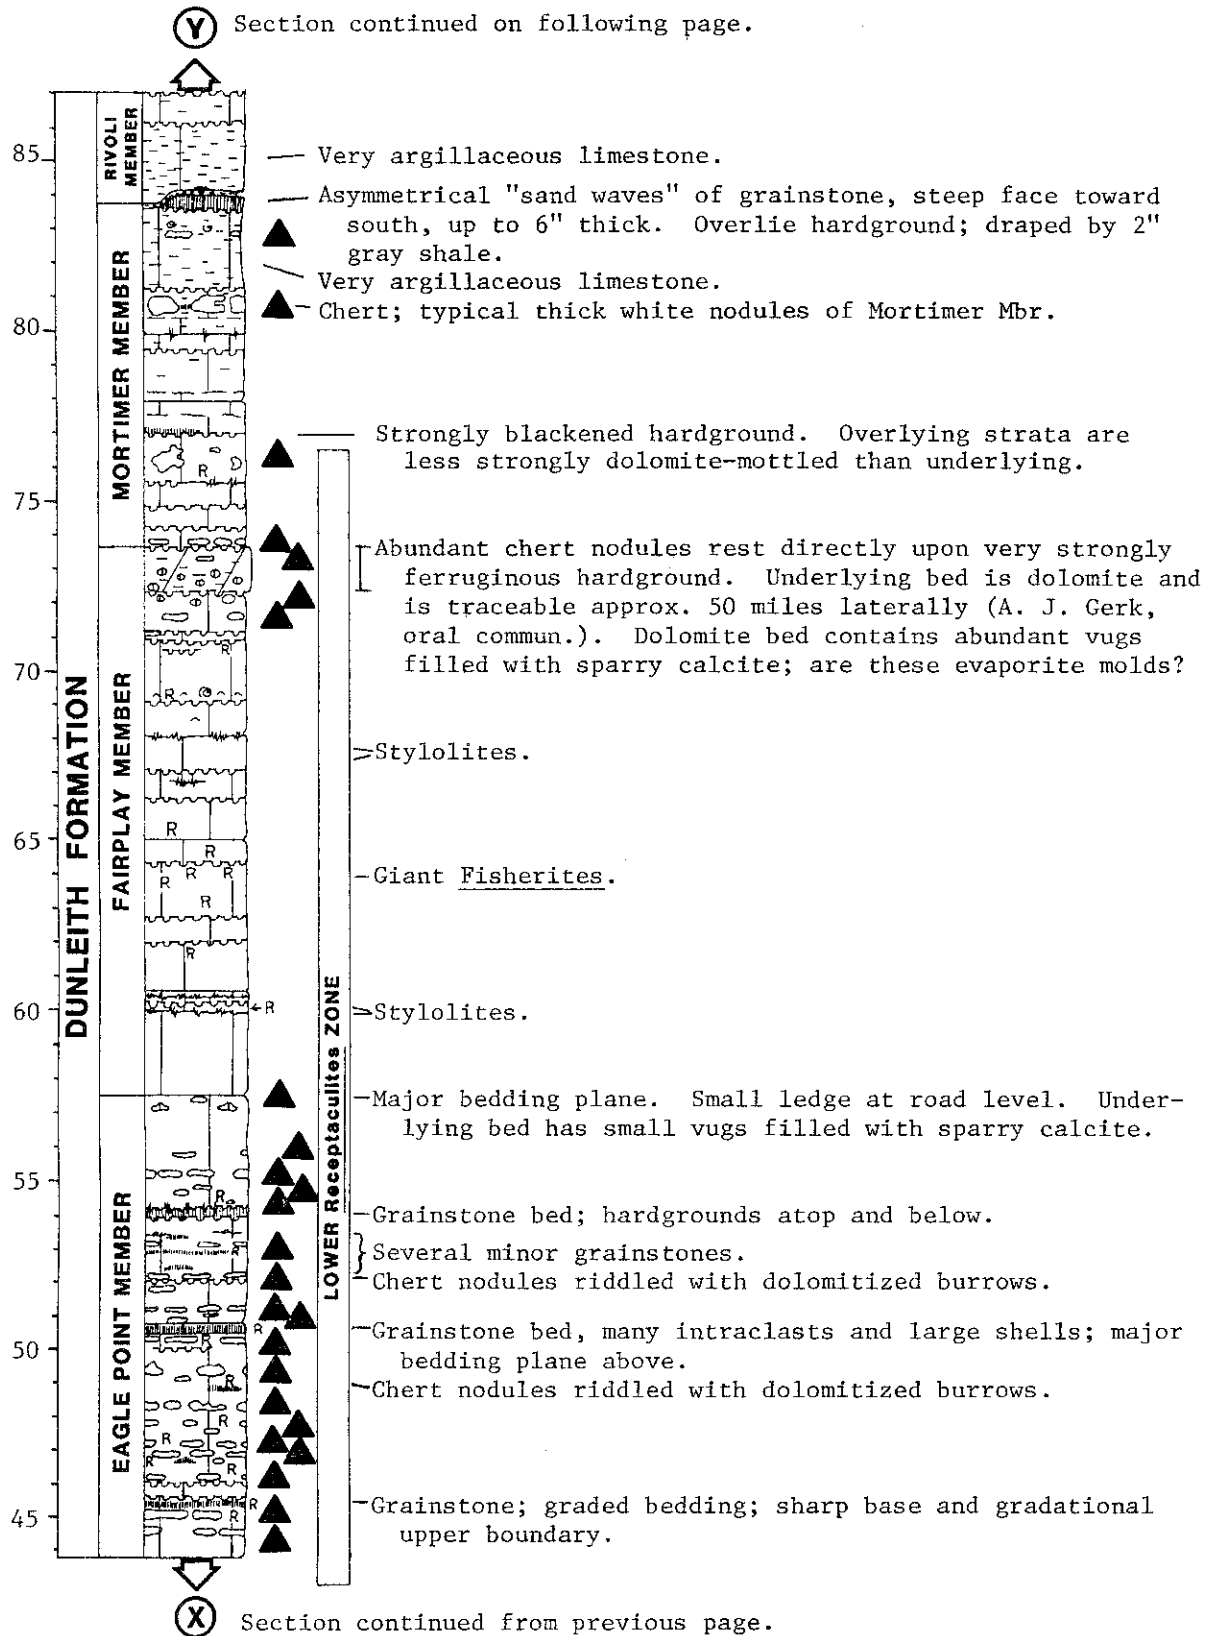 Y Section continued on following page.
DUNLEITH FORMATION
RIVOLI
MEMBER
MORTIMER MEMBER
FAIRPLAY MEMBER
EAGLE POINT MEMBER
LOWER Receptaculites ZONE
85
Very argillaceous limestone.
Asymmetrical "sand waves" of grainstone, steep face toward
south, up to 6" thick. Overlie hardground; draped by 2"
gray shale.
Very argillaceous limestone.
Chert; typical thick white nodules of Mortimer Mbr.
80
Strongly blackened hardground. Overlying strata are
less strongly dolomite-mottled than underlying.
R
75
Abundant chert nodules rest directly upon very strongly
ferruginous hardground. Underlying bed is dolomite and
is traceable approx. 50 miles laterally (A. J. Gerk,
oral commun.). Dolomite bed contains abundant vugs
filled with sparry calcite; are these evaporite molds?
70
R
R
Stylolites.
65
R
R
R R R
R
R
Giant Fisherites.
R
60
R
Stylolites.
Major bedding plane. Small ledge at road level. Under-
lying bed has small vugs filled with sparry calcite.
55
R
Grainstone bed; hardgrounds atop and below.
Several minor grainstones.
Chert nodules riddled with dolomitized burrows.
R
R
Grainstone bed, many intraclasts and large shells; major
bedding plane above.
50
Chert nodules riddled with dolomitized burrows.
R
R
R
R
R
R
Grainstone; graded bedding; sharp base and gradational
upper boundary.
45
X Section continued from previous page.